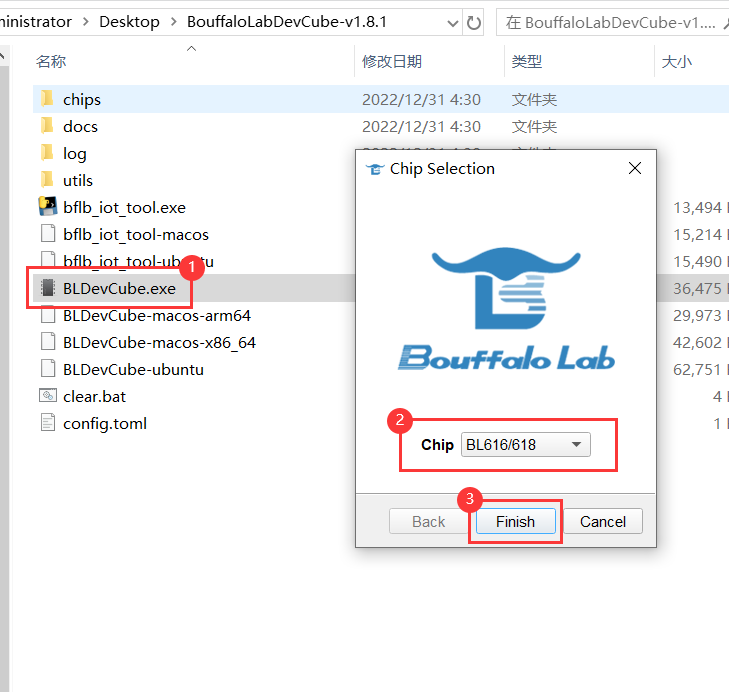 ministrator > Desktop > BouffaloLabDevCube-v1.8.1
在 BouffaloLabDevCube-v1....
名称 修改日期 类型 大小
chips 2022/12/31 4:30 文件夹
docs 2022/12/31 4:30 文件夹
log
utils
bflb_iot_tool.exe 13,494
bflb_iot_tool-macos 15,214
bflb_iot_tool-ubuntu 15,490
1
BLDevCube.exe 36,475
BLDevCube-macos-arm64 29,973
BLDevCube-macos-x86_64 42,602
BLDevCube-ubuntu 62,751
clear.bat 4
config.toml 1
Chip Selection
Bouffalo Lab
2
Chip BL616/618
3
Back Finish Cancel